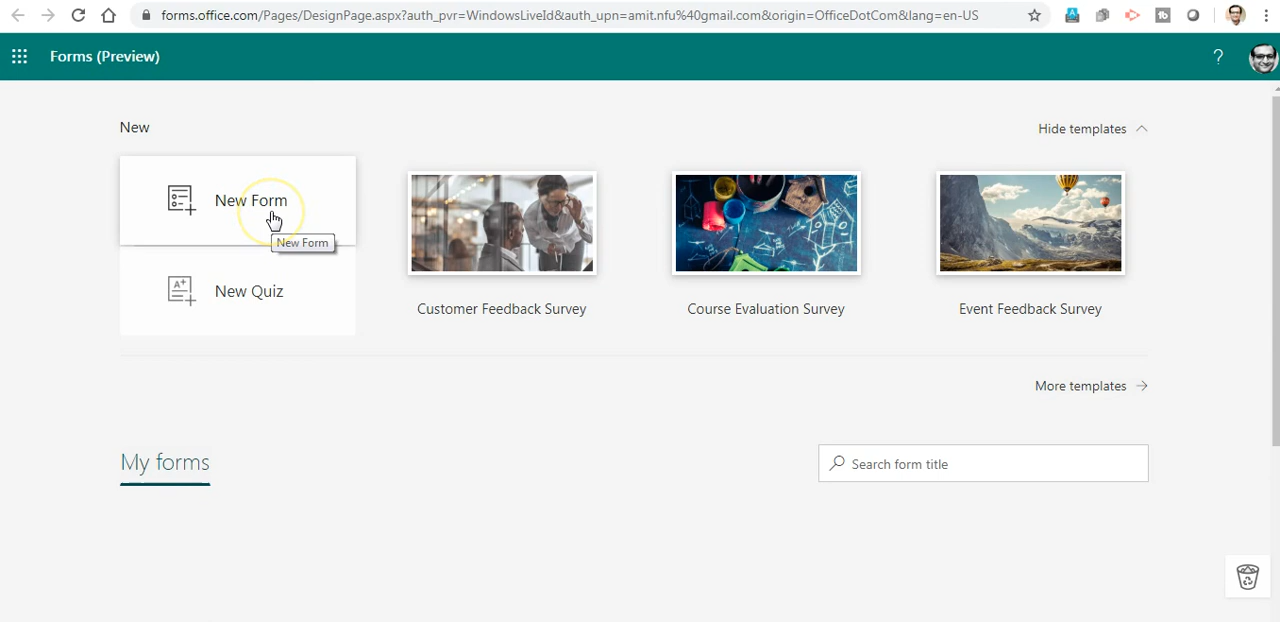 forms.office.com/Pages/DesignPage.aspx?auth_pvr=WindowsLiveId&auth_upn=amit.nfu%40gmail.com&origin=OfficeDotCom&lang=en-US
Forms (Preview)
?
New
Hide templates
New Form
New Form
A+
New Quiz
Customer Feedback Survey
Course Evaluation Survey
Event Feedback Survey
More templates
My forms
Search form title